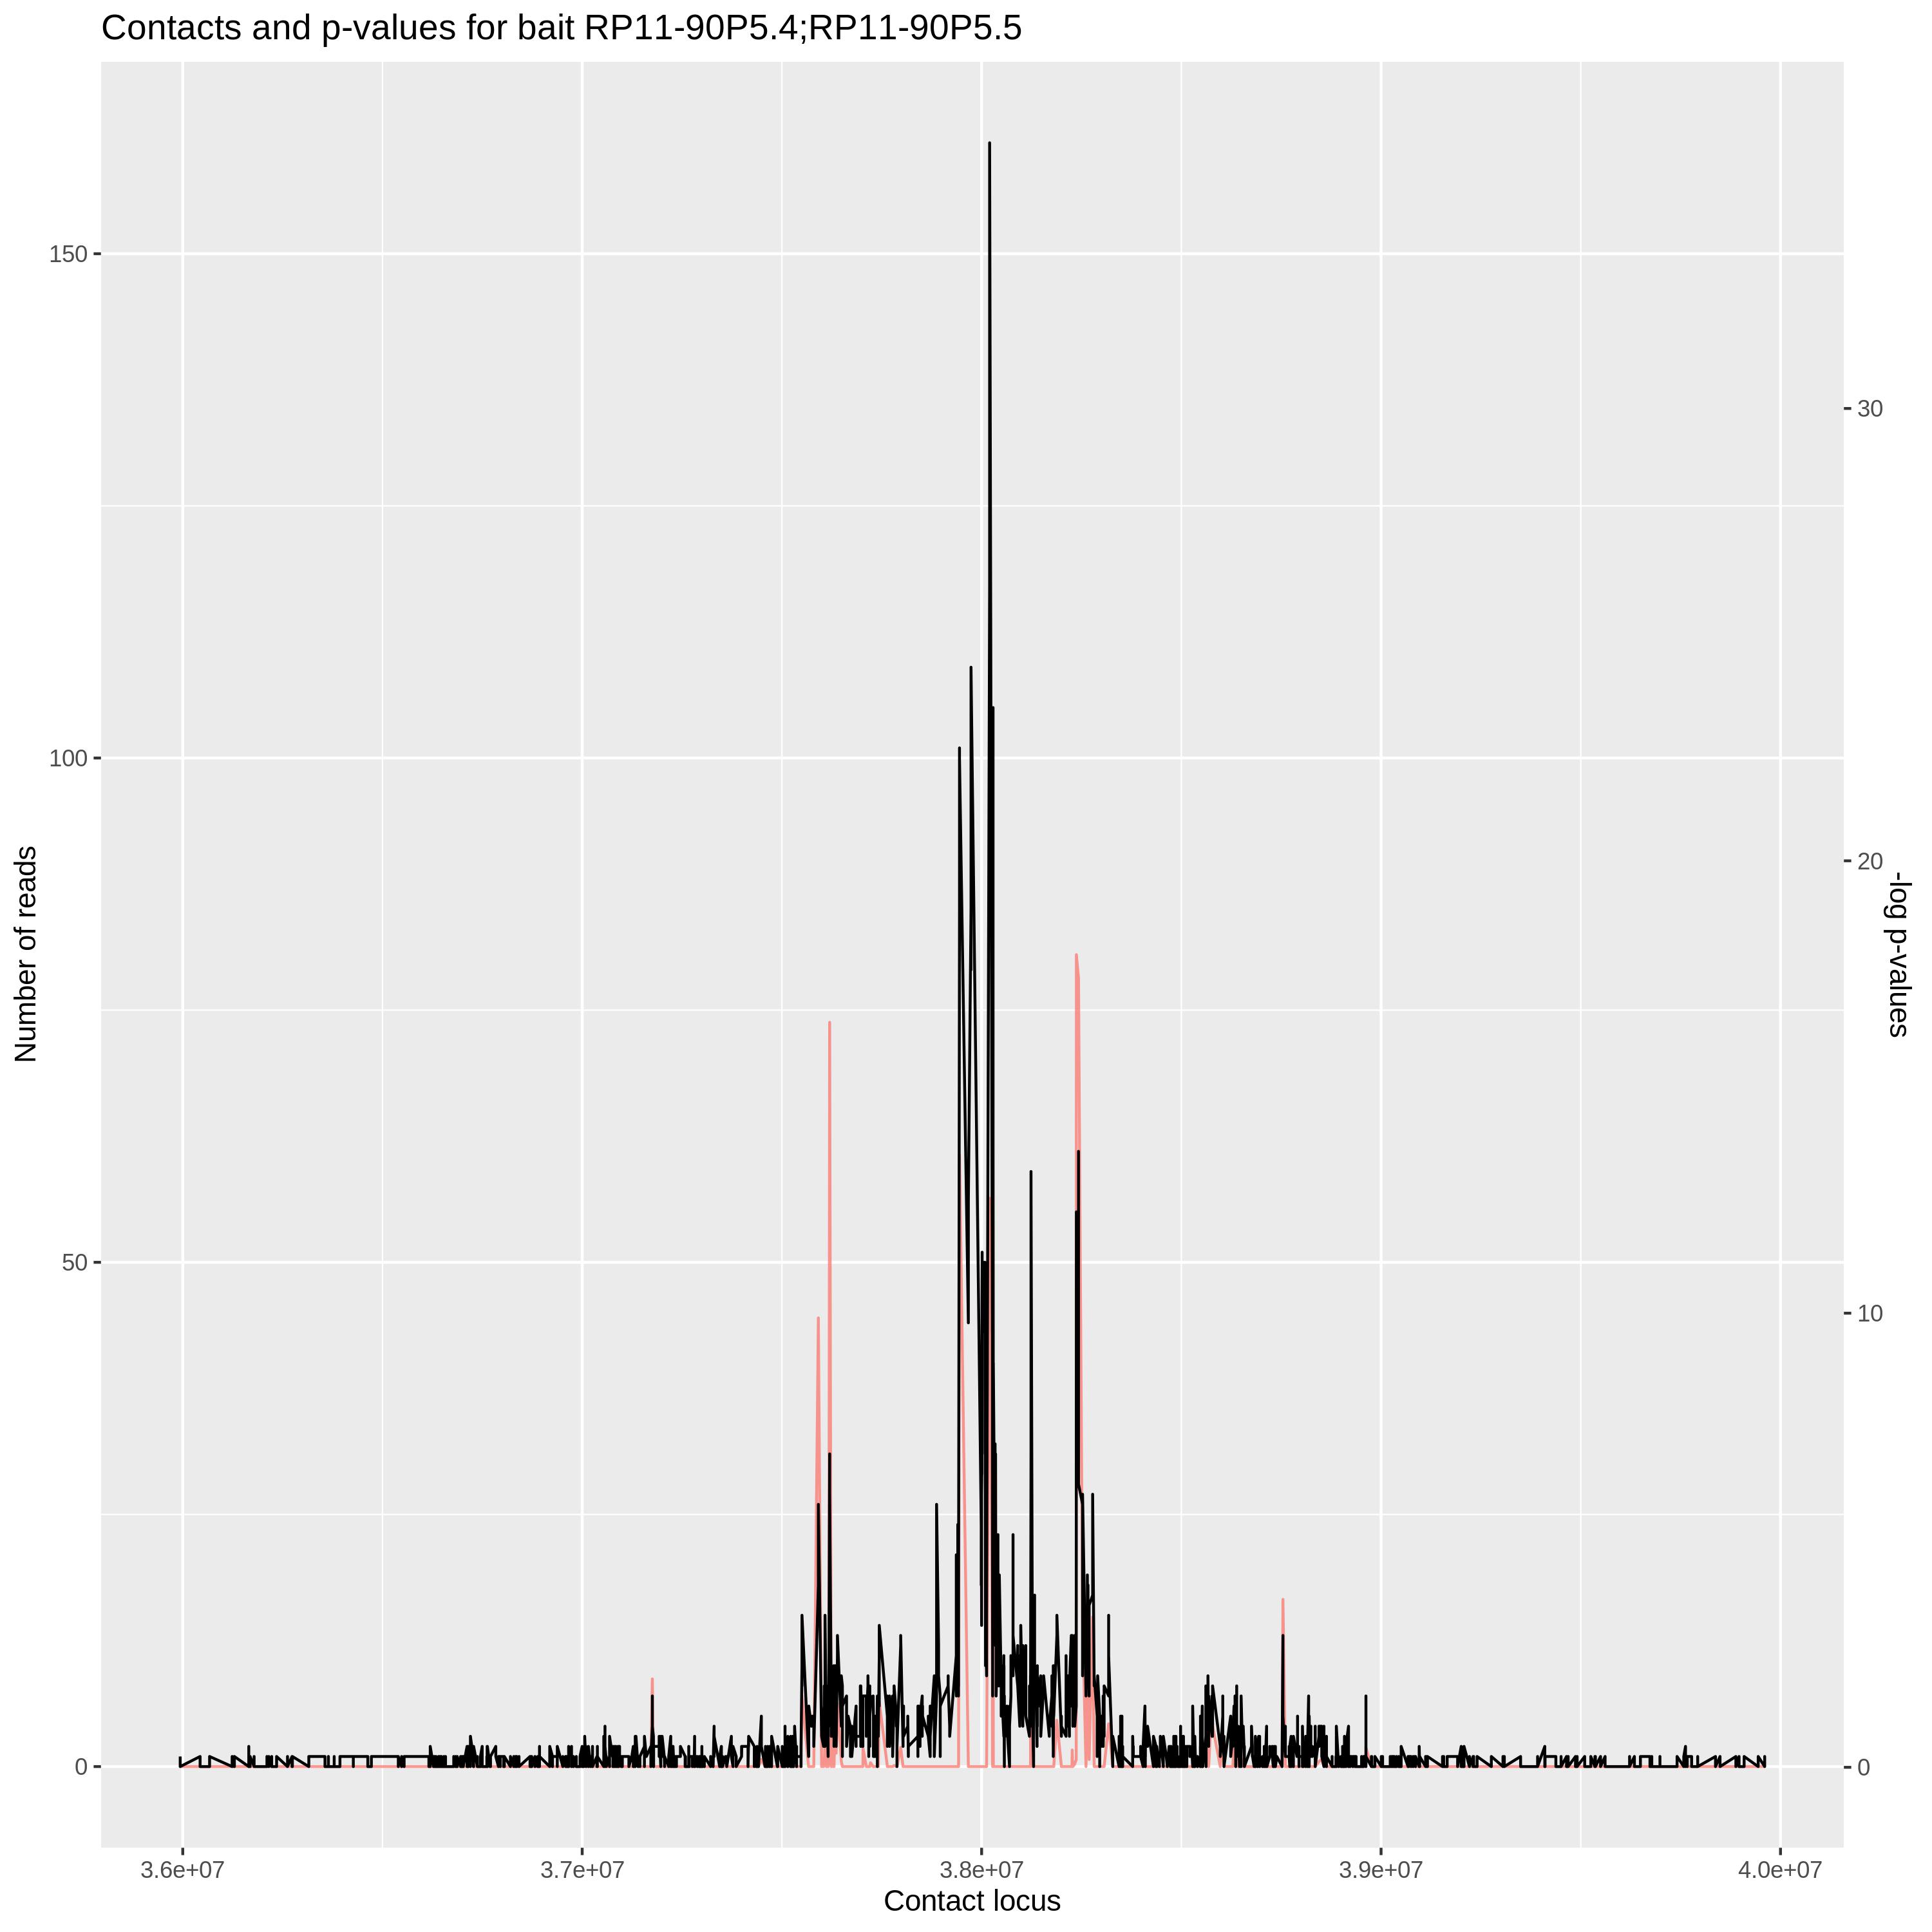 Contacts and p-values for bait RP11-90P5.4;RP11-90P5.5
150
100
50
0
Number of reads
30
20
10
0
-log p-values
3.6e+07
3.7e+07
3.8e+07
3.9e+07
4.0e+07
Contact locus